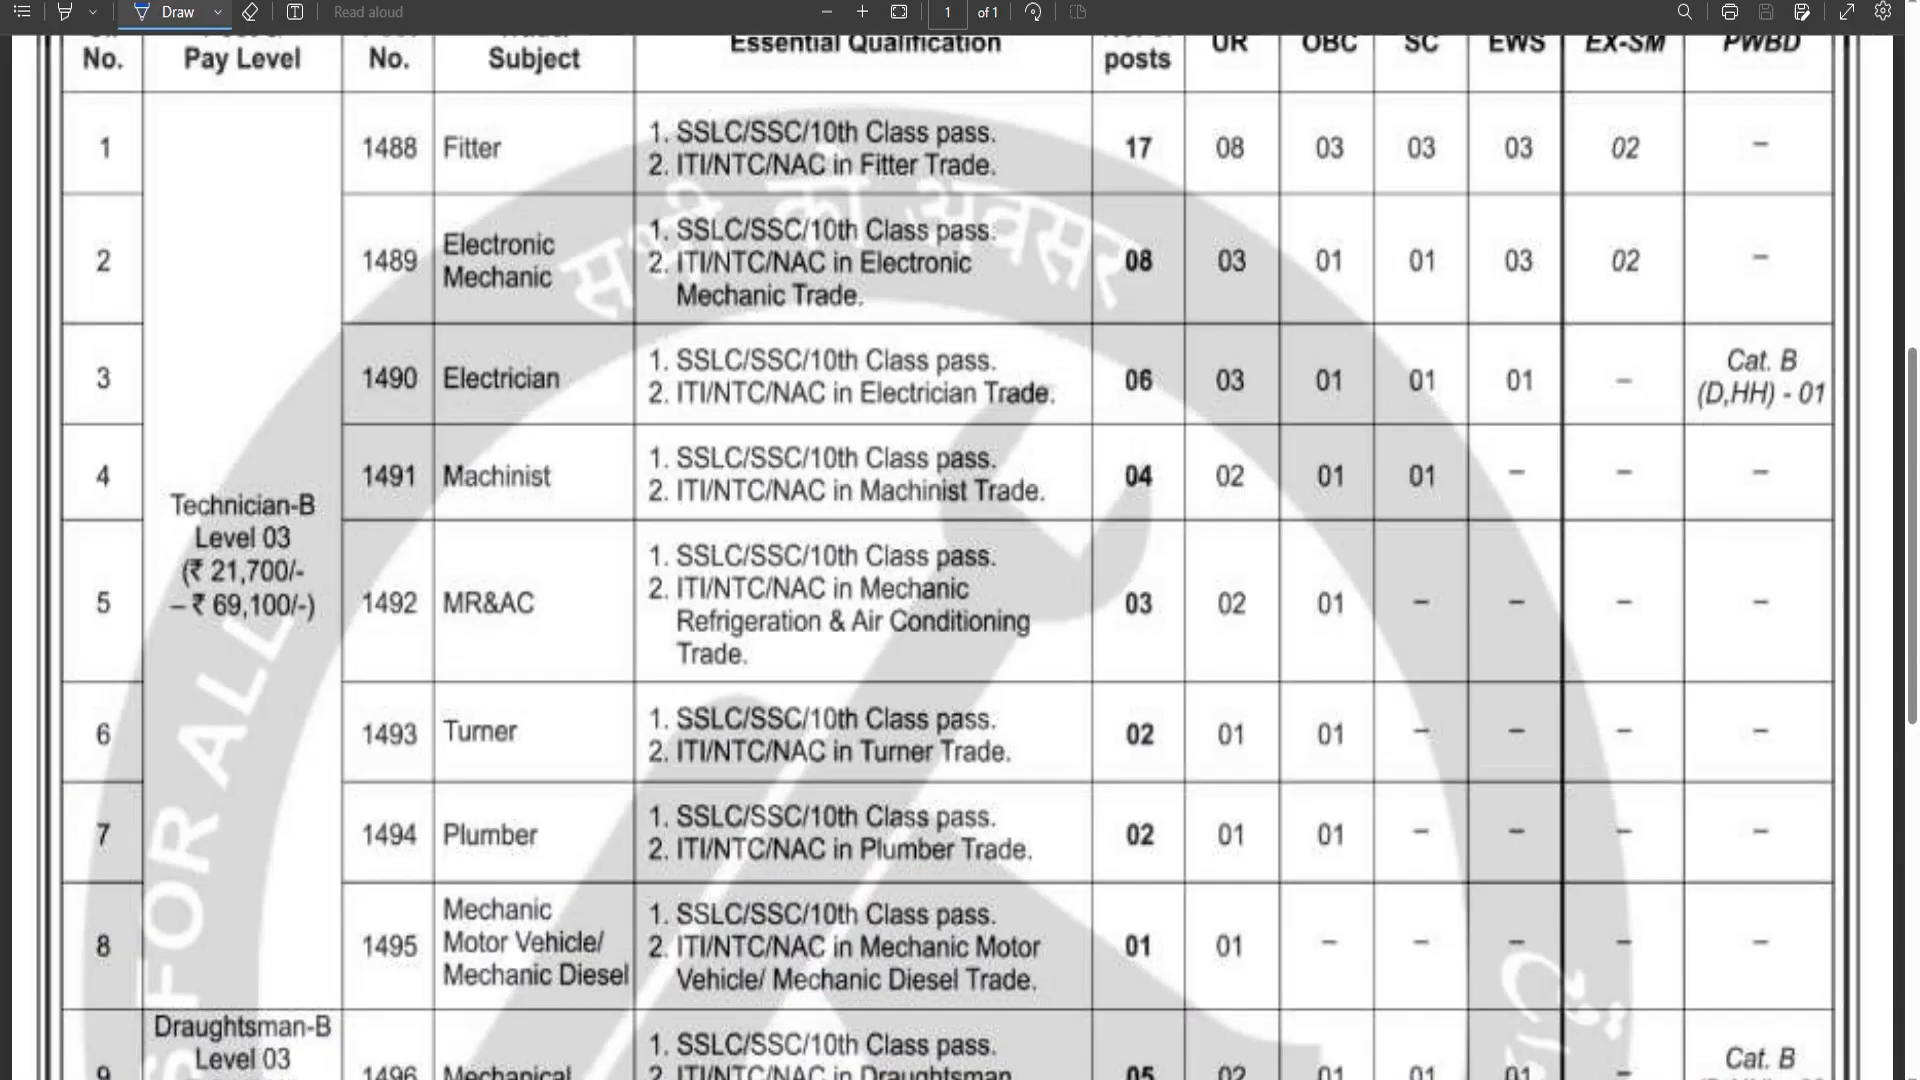 Draw
Read aloud
1 of 1
No. Pay Level No. Subject Essential Qualification posts UR OBC SC EWS EX-SM PWBD
1 1488 Fitter 1. SSLC/SSC/10th Class pass. 17 08 03 03 03 02 –
2. ITI/NTC/NAC in Fitter Trade.
सभी को अवसर
2 1489 Electronic Mechanic 1. SSLC/SSC/10th Class pass. 08 03 01 01 03 02 –
2. ITI/NTC/NAC in Electronic
Mechanic Trade.
3 1490 Electrician 1. SSLC/SSC/10th Class pass. 06 03 01 01 01 – Cat. B
2. ITI/NTC/NAC in Electrician Trade. (D,HH) - 01
4 1491 Machinist 1. SSLC/SSC/10th Class pass. 04 02 01 01 – – –
2. ITI/NTC/NAC in Machinist Trade.
Technician-B
Level 03
(₹ 21,700/-
– ₹ 69,100/-)
5 1492 MR&AC 1. SSLC/SSC/10th Class pass. 03 02 01 – – – –
2. ITI/NTC/NAC in Mechanic
Refrigeration & Air Conditioning
Trade.
6 1493 Turner 1. SSLC/SSC/10th Class pass. 02 01 01 – – – –
2. ITI/NTC/NAC in Turner Trade.
7 1494 Plumber 1. SSLC/SSC/10th Class pass. 02 01 01 – – – –
2. ITI/NTC/NAC in Plumber Trade.
8 1495 Mechanic
Motor Vehicle/
Mechanic Diesel 1. SSLC/SSC/10th Class pass. 01 01 – – – – –
2. ITI/NTC/NAC in Mechanic Motor
Vehicle/ Mechanic Diesel Trade.
FOR ALL
Draughtsman-B
Level 03
9 1496 Mechanical 1. SSLC/SSC/10th Class pass. 05 02 01 01 01 – Cat. B
2. ITI/NTC/NAC in Draughtsman